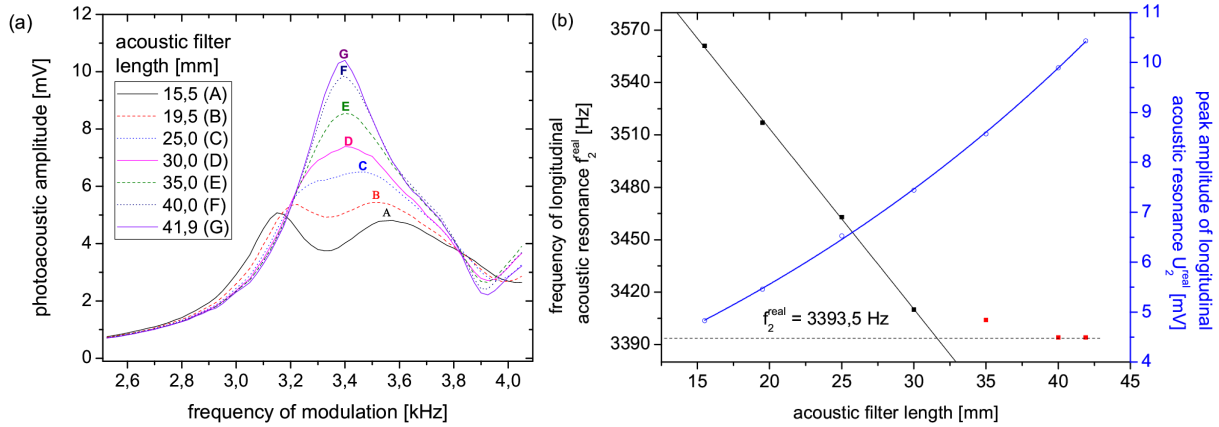 (a)
photoacoustic amplitude [mV]
12
10
8
6
4
2
0
acoustic filter
length [mm]
15,5 (A)
19,5 (B)
25,0 (C)
30,0 (D)
35,0 (E)
40,0 (F)
41,9 (G)
G
F
E
D
C
B
A
2,6 2,8 3,0 3,2 3,4 3,6 3,8 4,0
frequency of modulation [kHz]
(b)
frequency of longitudinal
acoustic resonance f₂ʳᵉᵃˡ [Hz]
3570
3540
3510
3480
3450
3420
3390
f₂ʳᵉᵃˡ = 3393,5 Hz
15 20 25 30 35 40 45
acoustic filter length [mm]
11
10
9
8
7
6
5
4
peak amplitude of longitudinal
acoustic resonance U₂ʳᵉᵃˡ [mV]